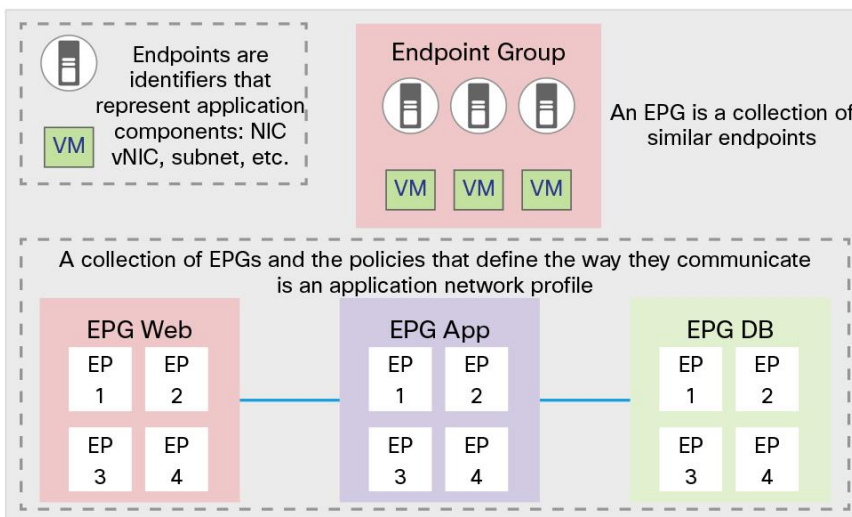 Endpoints are
identifiers that
represent application
components: NIC
vNIC, subnet, etc.
VM
Endpoint Group
VM VM VM
An EPG is a collection of
similar endpoints
A collection of EPGs and the policies that define the way they communicate
is an application network profile
EPG Web
EP EP
1 2
EP EP
3 4
EPG App
EP EP
1 2
EP EP
3 4
EPG DB
EP EP
1 2
EP EP
3 4